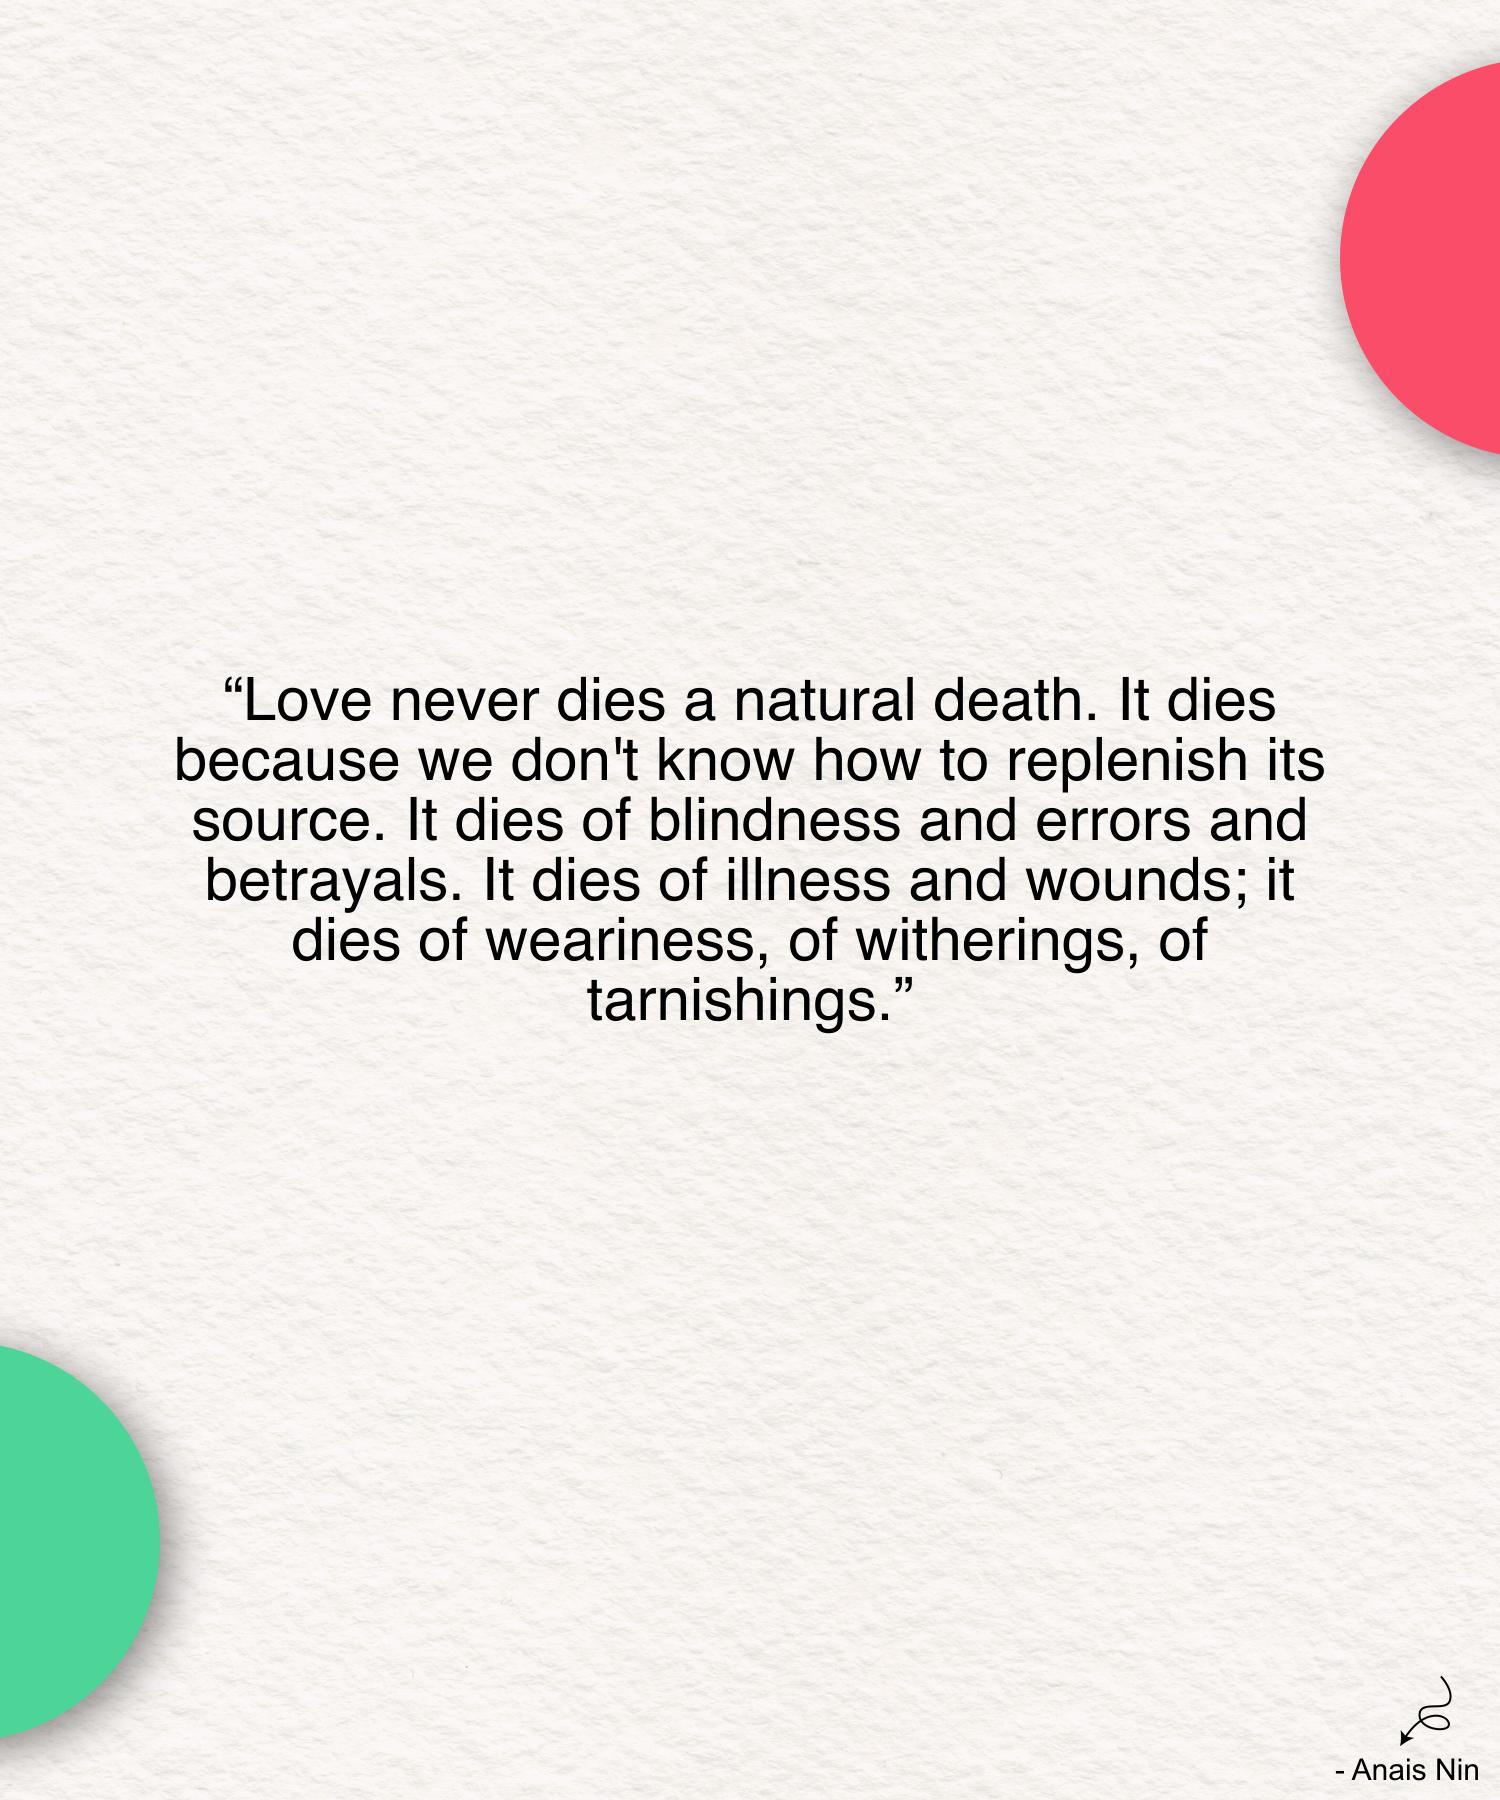 “Love never dies a natural death. It dies
because we don't know how to replenish its
source. It dies of blindness and errors and
betrayals. It dies of illness and wounds; it
dies of weariness, of witherings, of
tarnishings.”
- Anais Nin